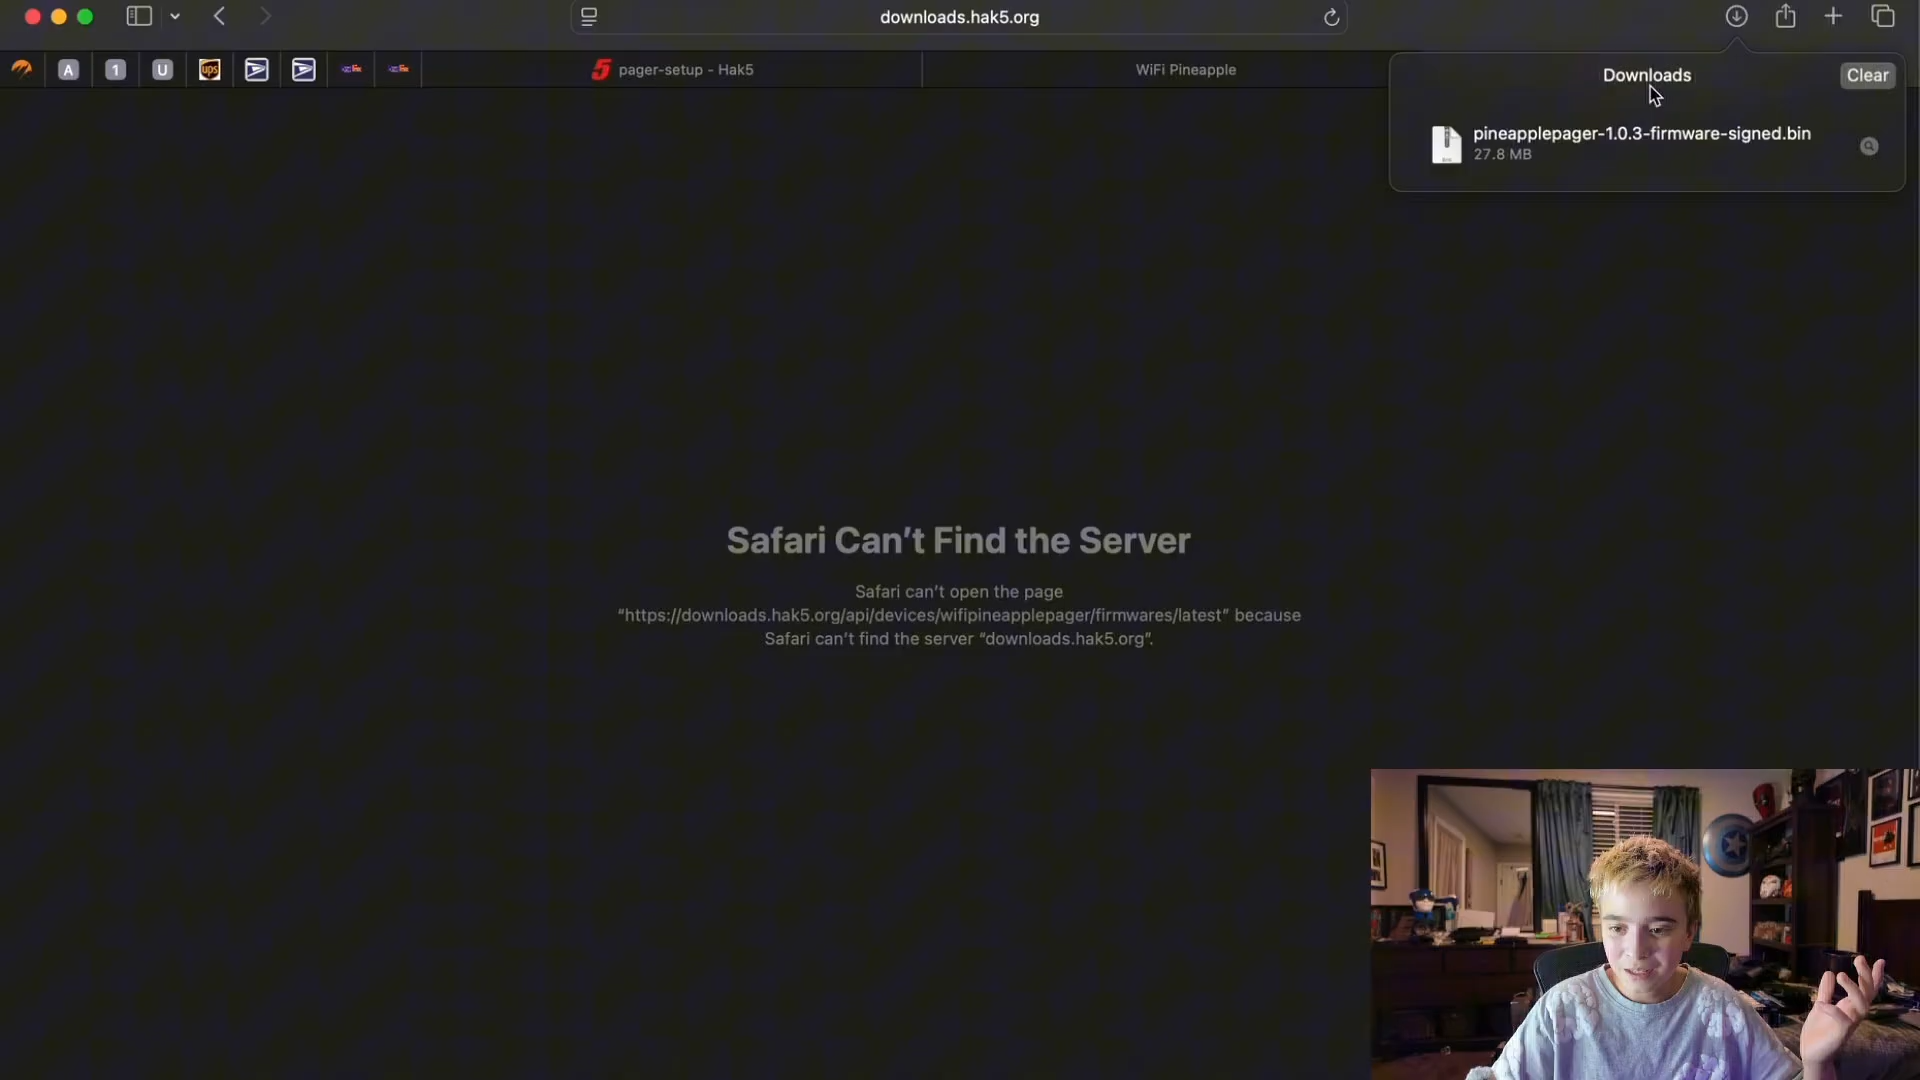 downloads.hak5.org
A
1
U
ups
pager-setup - Hak5
WiFi Pineapple
Downloads
Clear
pineapplepager-1.0.3-firmware-signed.bin
27.8 MB
Safari Can’t Find the Server
Safari can’t open the page
“https://downloads.hak5.org/api/devices/wifipineapplepager/firmwares/latest” because
Safari can’t find the server “downloads.hak5.org”.